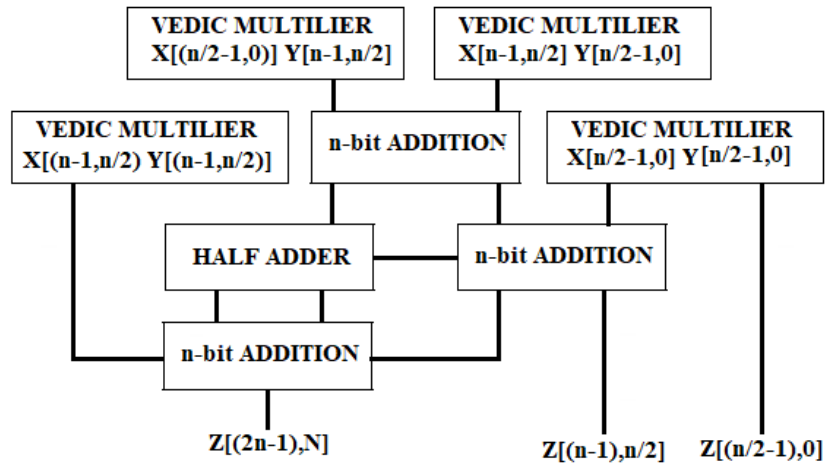 VEDIC MULTILIER
X[(n/2-1,0)] Y[n-1,n/2]
VEDIC MULTILIER
X[n-1,n/2] Y[n/2-1,0]
VEDIC MULTILIER
X[(n-1,n/2) Y[(n-1,n/2)]
n-bit ADDITION
VEDIC MULTILIER
X[n/2-1,0] Y[n/2-1,0]
HALF ADDER
n-bit ADDITION
n-bit ADDITION
Z[(2n-1),N]
Z[(n-1),n/2]
Z[(n/2-1),0]